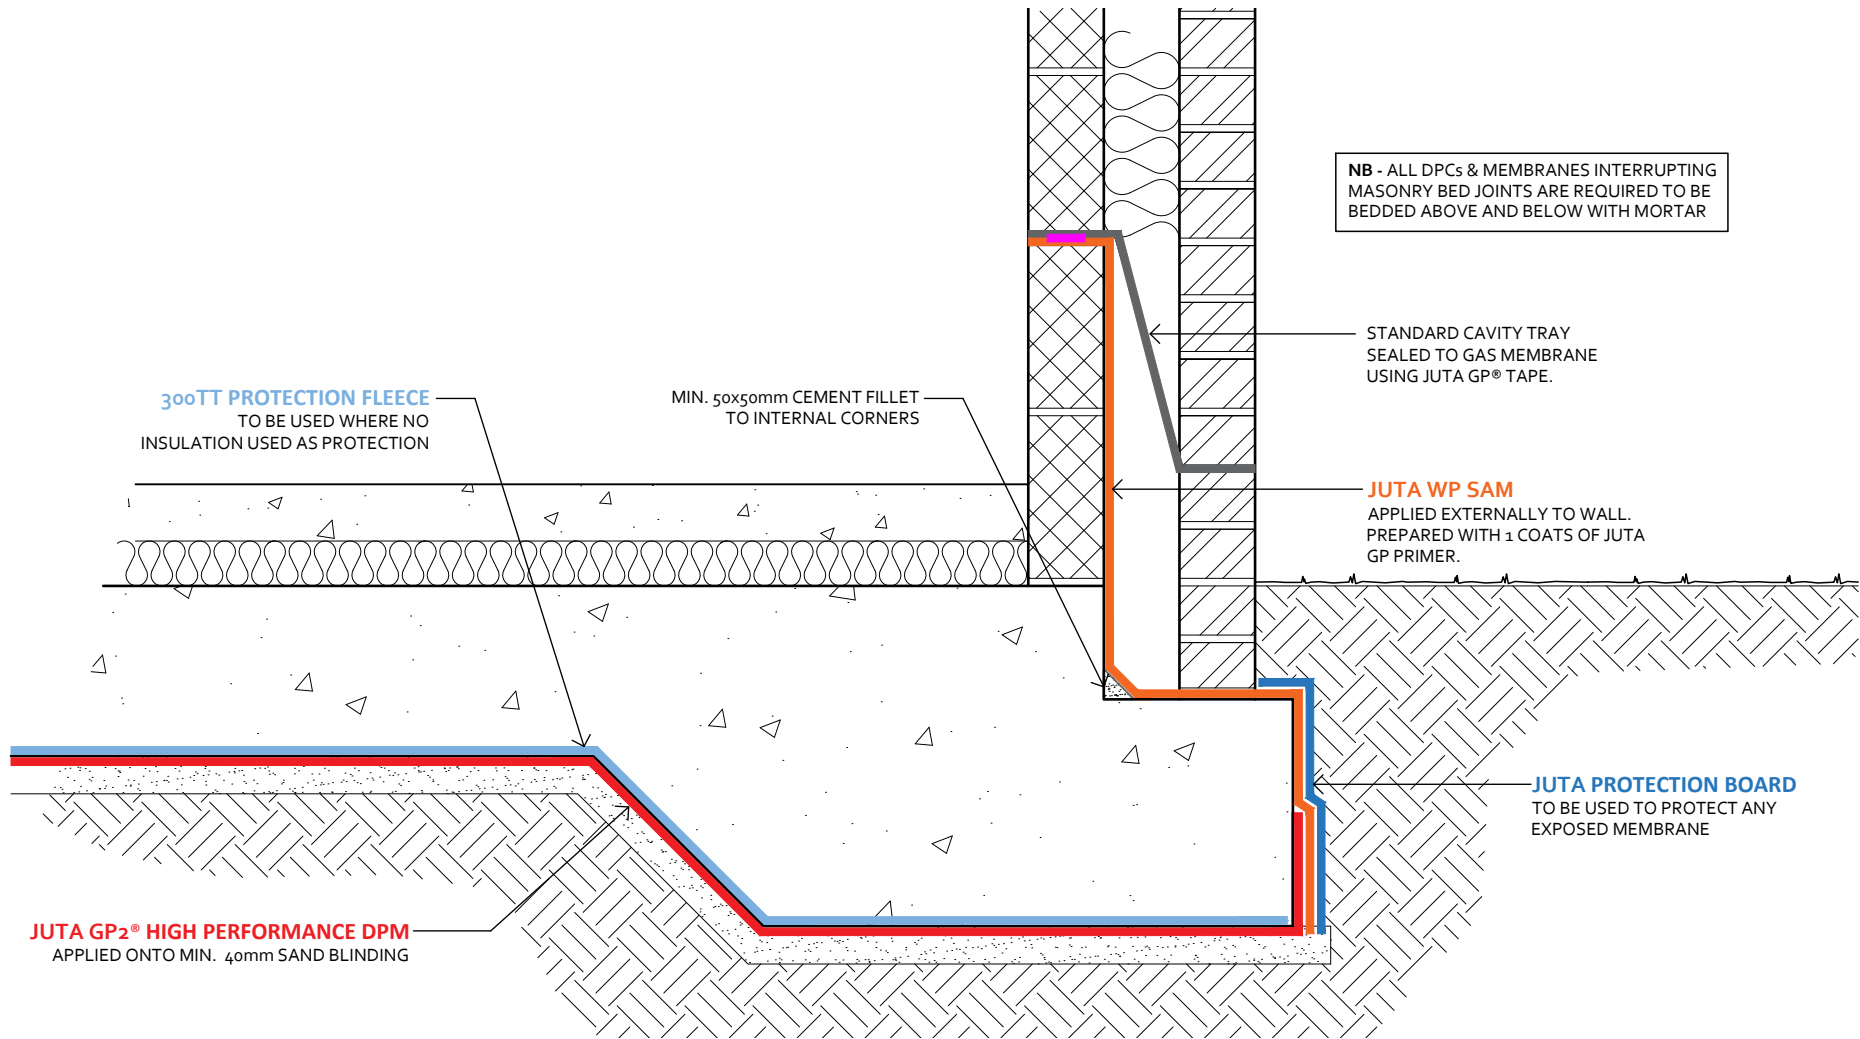 NB - ALL DPCs & MEMBRANES INTERRUPTING
MASONRY BED JOINTS ARE REQUIRED TO BE
BEDDED ABOVE AND BELOW WITH MORTAR
STANDARD CAVITY TRAY
SEALED TO GAS MEMBRANE
USING JUTA GP® TAPE.
300TT PROTECTION FLEECE
TO BE USED WHERE NO
INSULATION USED AS PROTECTION
MIN. 50x50mm CEMENT FILLET
TO INTERNAL CORNERS
JUTA WP SAM
APPLIED EXTERNALLY TO WALL.
PREPARED WITH 1 COATS OF JUTA
GP PRIMER.
JUTA PROTECTION BOARD
TO BE USED TO PROTECT ANY
EXPOSED MEMBRANE
JUTA GP2® HIGH PERFORMANCE DPM
APPLIED ONTO MIN. 40mm SAND BLINDING